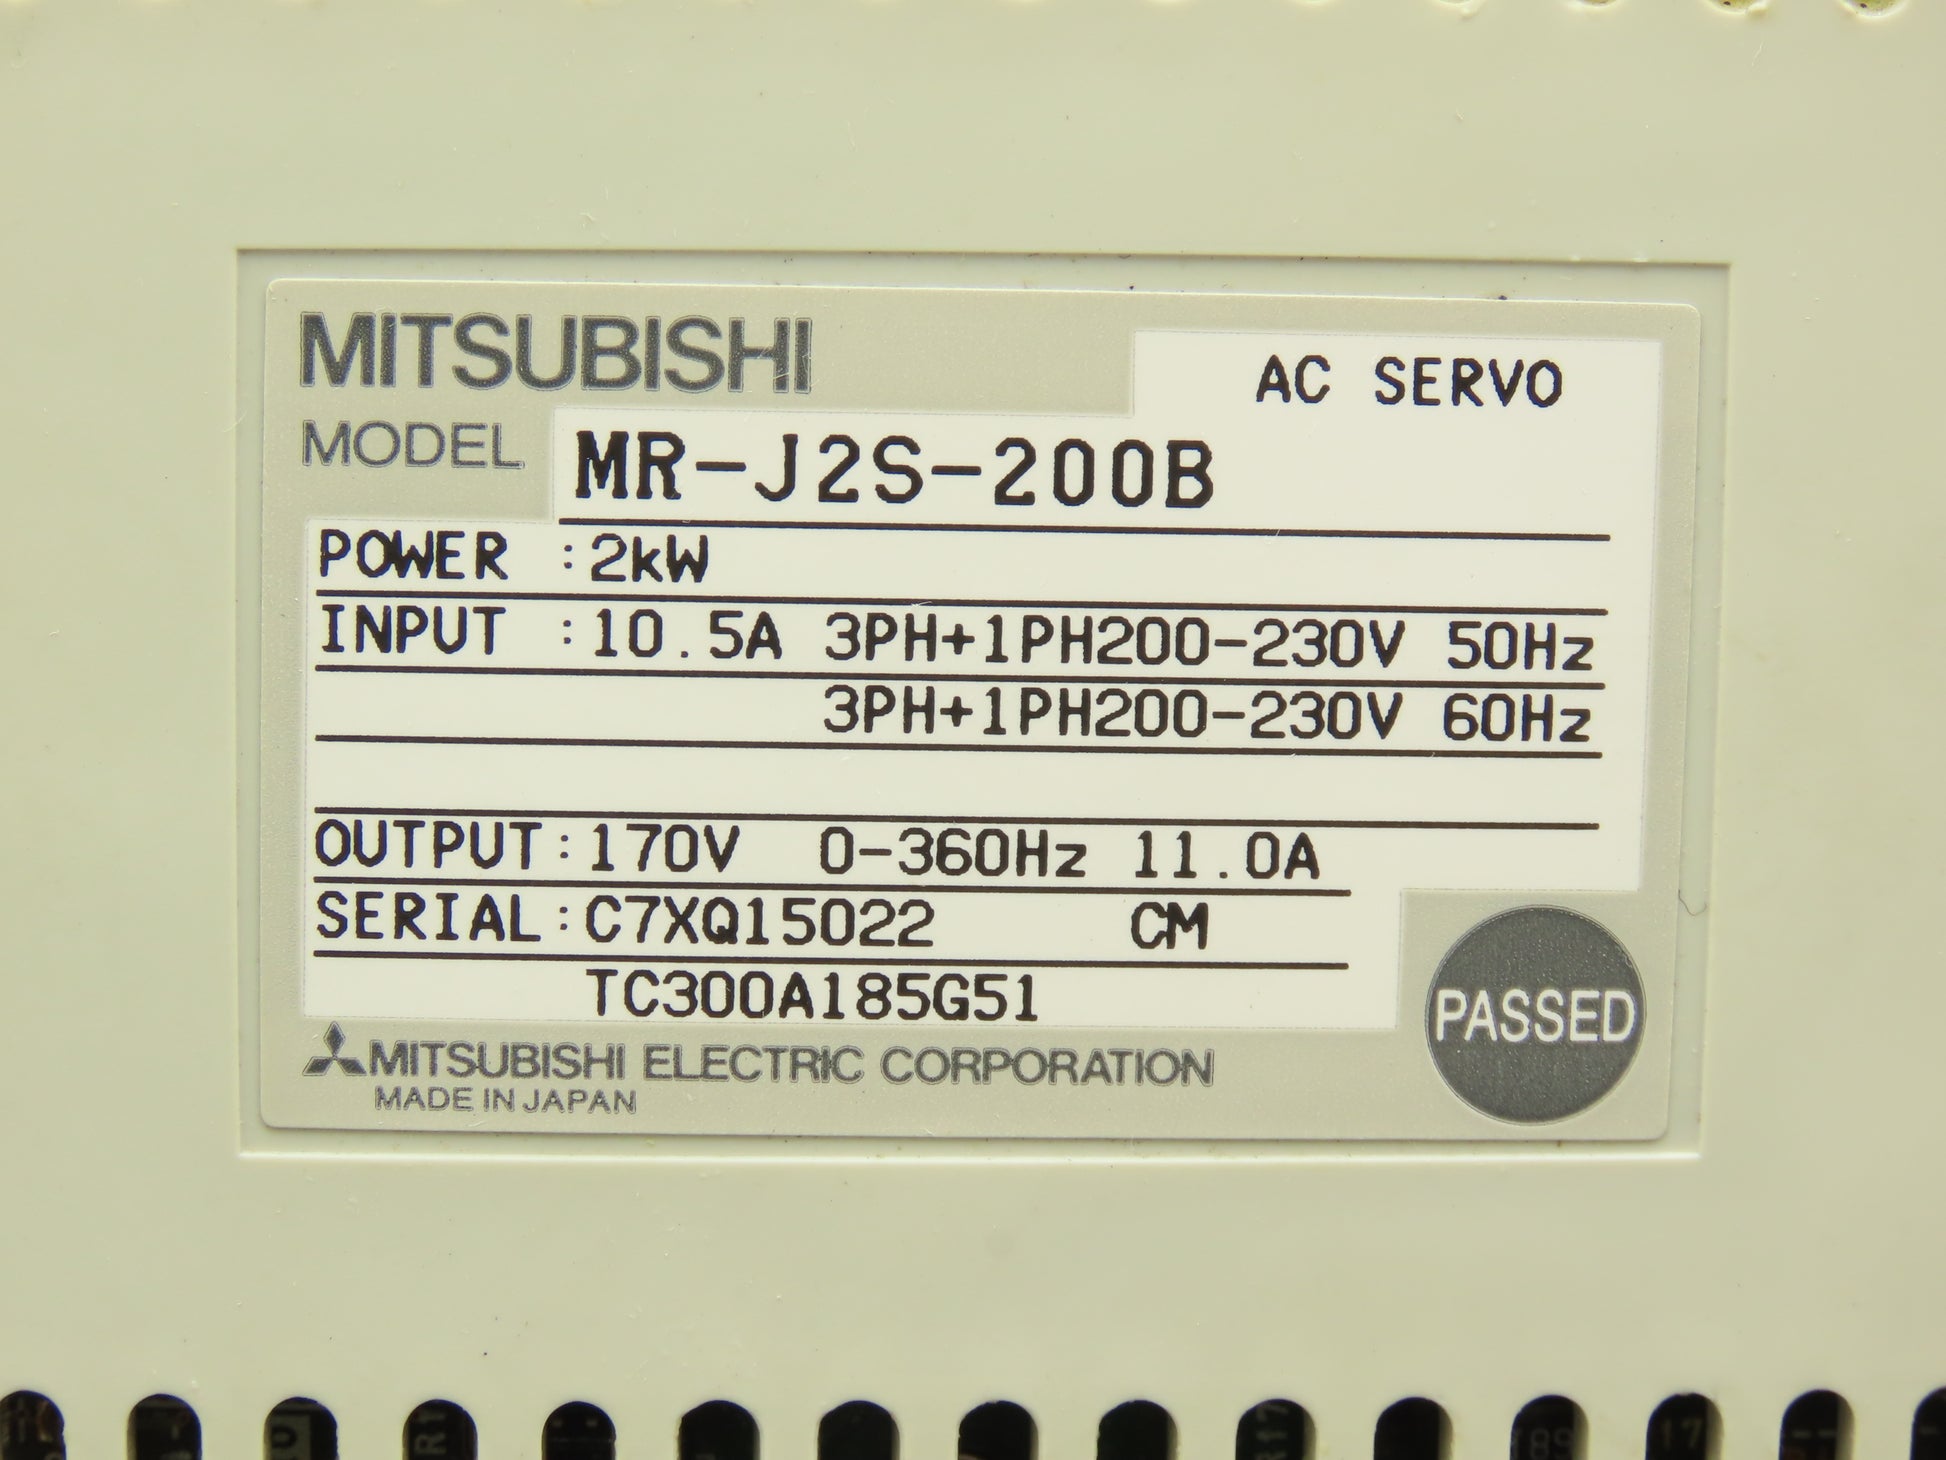 MITSUBISHI
AC SERVO
MODEL MR-J2S-200B
POWER :2kW
INPUT :10.5A 3PH+1PH200-230V 50Hz
3PH+1PH200-230V 60Hz
OUTPUT:170V 0-360Hz 11.0A
SERIAL:C7XQ15022 CM
TC300A185G51
PASSED
MITSUBISHI ELECTRIC CORPORATION
MADE IN JAPAN